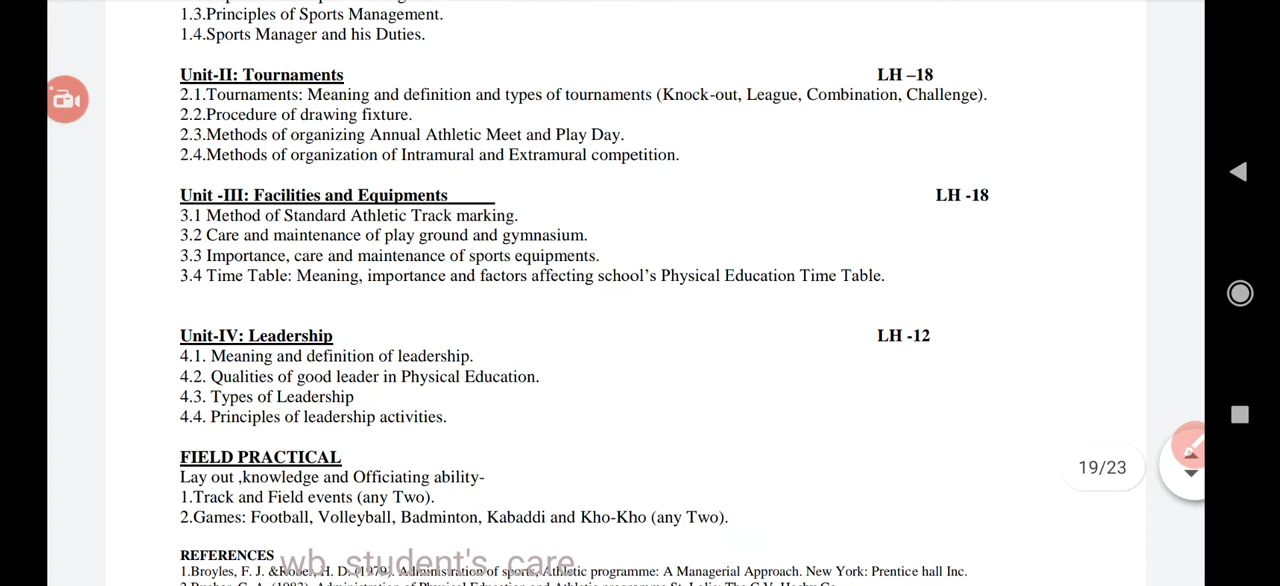 1.3.Principles of Sports Management.
1.4.Sports Manager and his Duties.
Unit-II: Tournaments LH –18
2.1.Tournaments: Meaning and definition and types of tournaments (Knock-out, League, Combination, Challenge).
2.2.Procedure of drawing fixture.
2.3.Methods of organizing Annual Athletic Meet and Play Day.
2.4.Methods of organization of Intramural and Extramural competition.
Unit -III: Facilities and Equipments LH -18
3.1 Method of Standard Athletic Track marking.
3.2 Care and maintenance of play ground and gymnasium.
3.3 Importance, care and maintenance of sports equipments.
3.4 Time Table: Meaning, importance and factors affecting school's Physical Education Time Table.
Unit-IV: Leadership LH -12
4.1. Meaning and definition of leadership.
4.2. Qualities of good leader in Physical Education.
4.3. Types of Leadership
4.4. Principles of leadership activities.
FIELD PRACTICAL
Lay out ,knowledge and Officiating ability-
19/23
1.Track and Field events (any Two).
2.Games: Football, Volleyball, Badminton, Kabaddi and Kho-Kho (any Two).
REFERENCES
wb student's care
1.Broyles, F. J. & H. D. (1979). Administration of sports, Athletic programme: A Managerial Approach. New York: Prentice hall Inc.